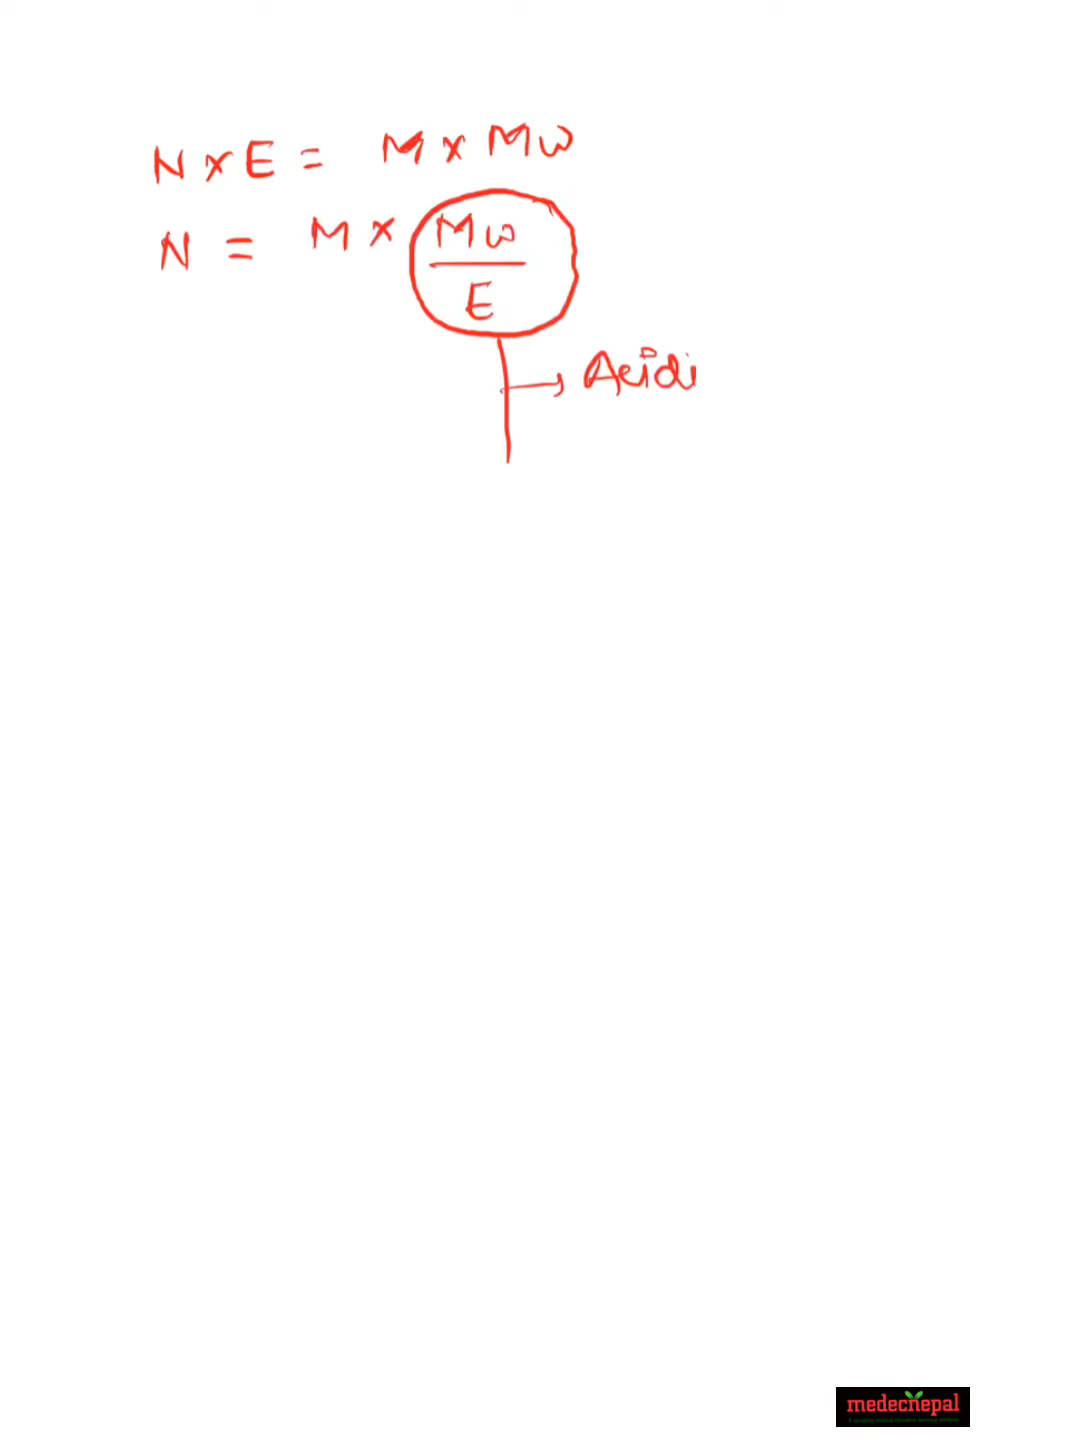 N × E = M × Mw
N = M × Mw
E
→ Acidi
medecnepal